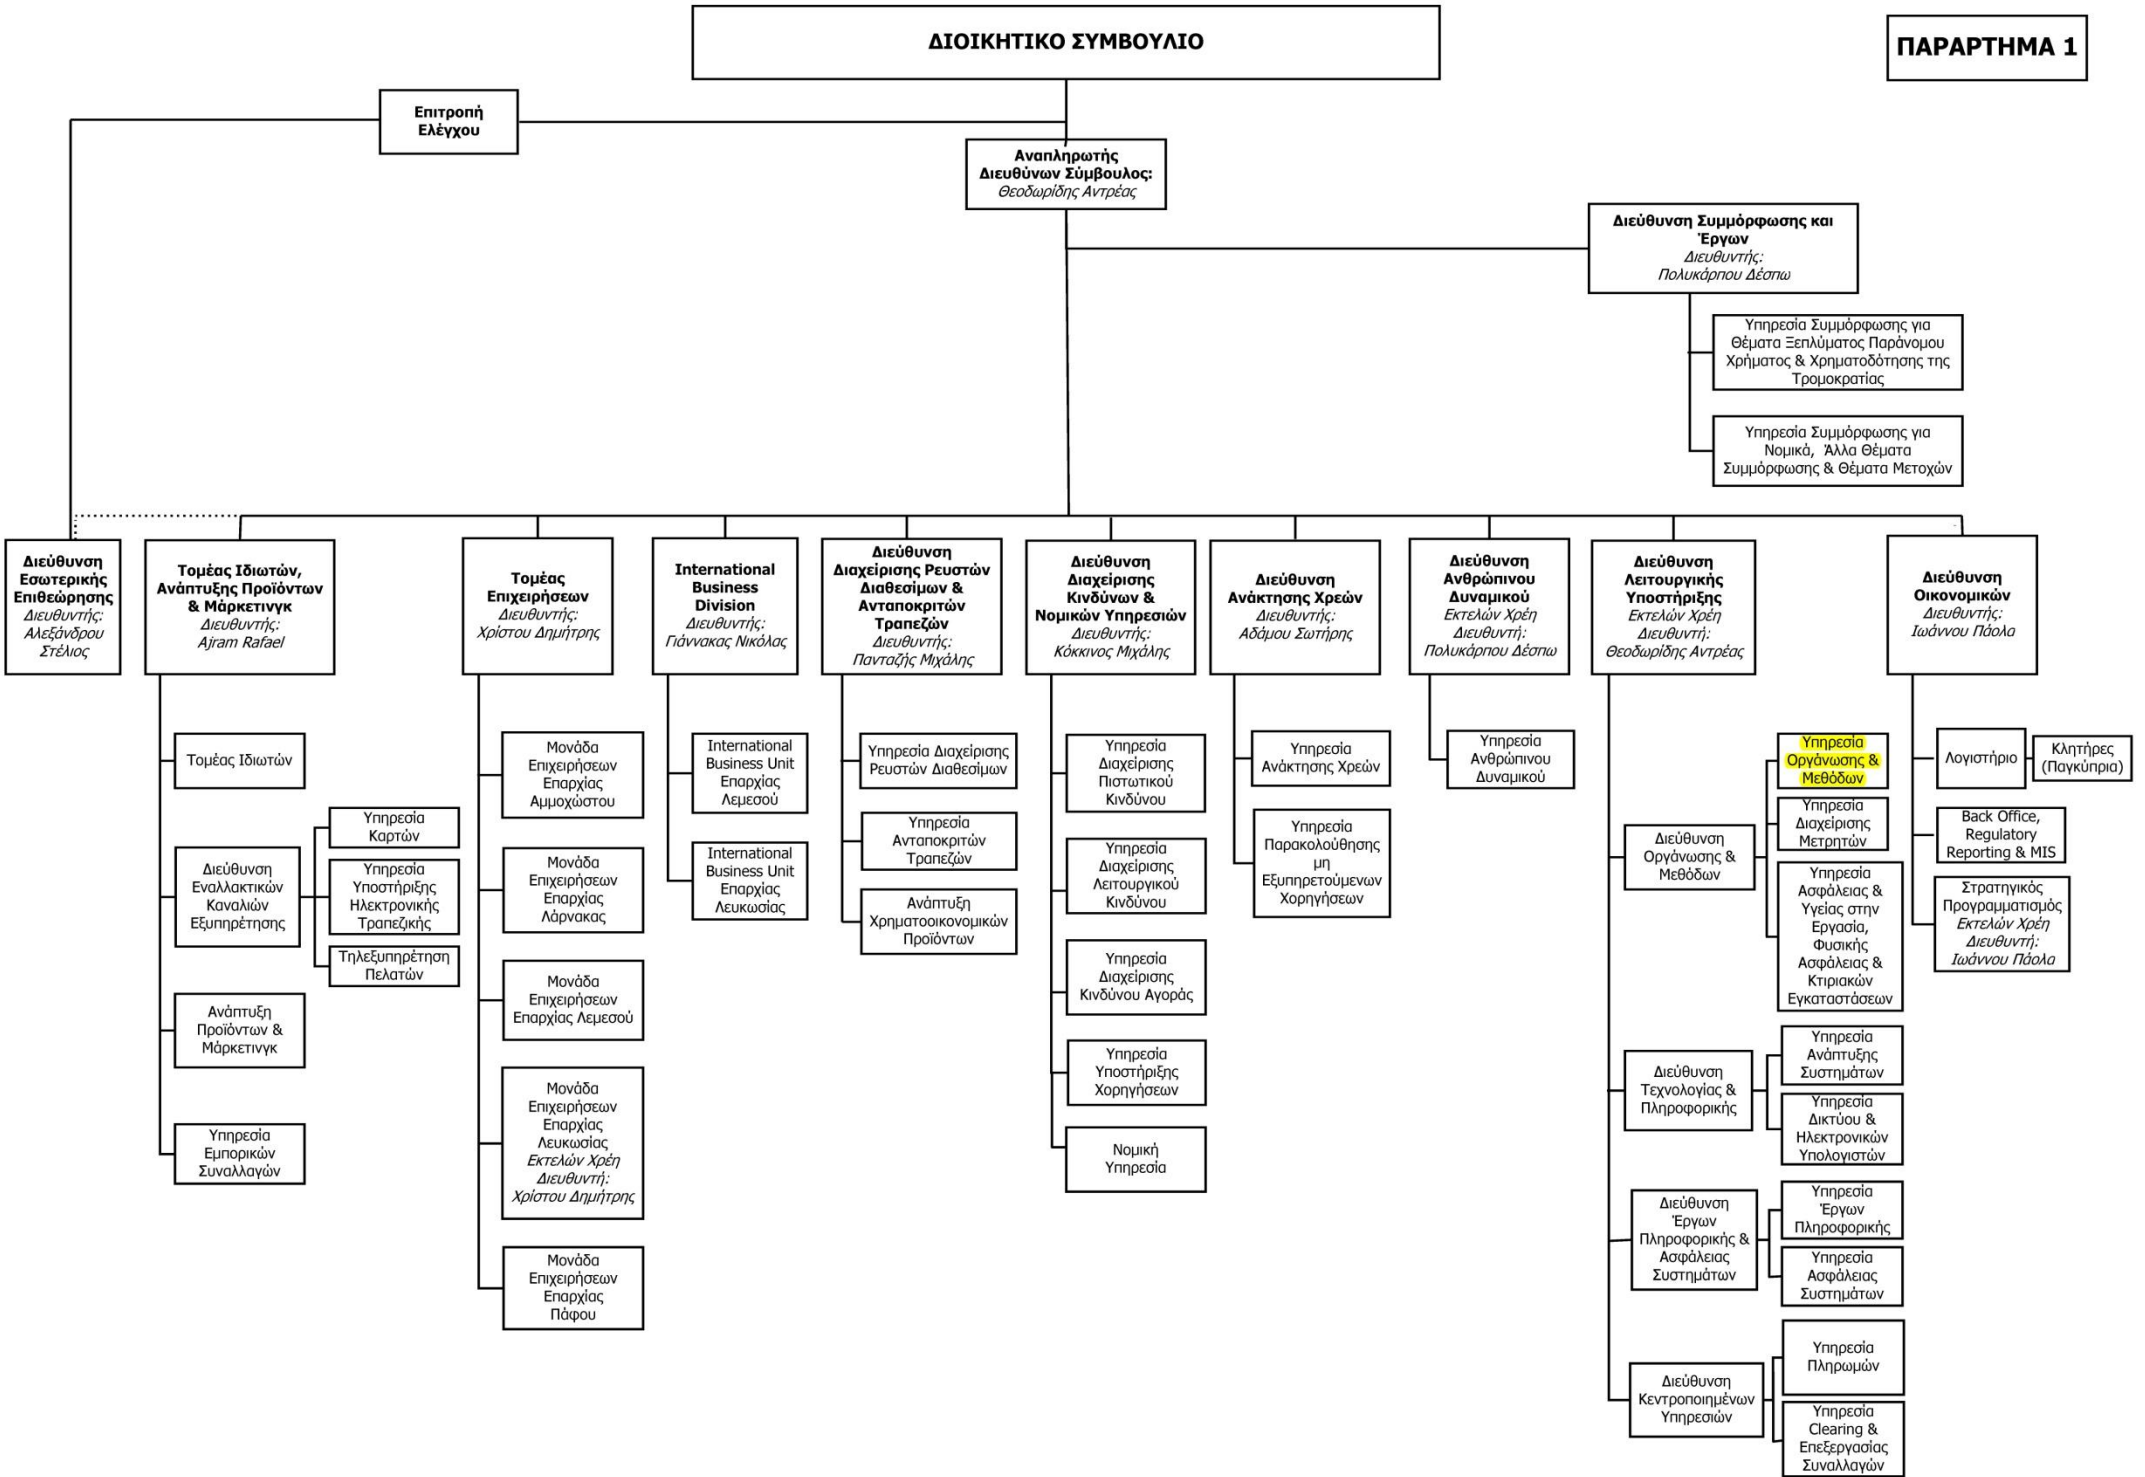 ΔΙΟΙΚΗΤΙΚΟ ΣΥΜΒΟΥΛΙΟ
ΠΑΡΑΡΤΗΜΑ 1
Επιτροπή
Ελέγχου
Αναπληρωτής
Διευθύνων Σύμβουλος:
Θεοδωρίδης Αντρέας
Διεύθυνση Συμμόρφωσης και
Έργων
Διευθυντής:
Πολυκάρπου Δέσπω
Υπηρεσία Συμμόρφωσης για
Θέματα Ξεπλύματος Παράνομου
Χρήματος & Χρηματοδότησης της
Τρομοκρατίας
Υπηρεσία Συμμόρφωσης για
Νομικά, Άλλα Θέματα
Συμμόρφωσης & Θέματα Μετοχών
Διεύθυνση
Εσωτερικής
Επιθεώρησης
Διευθυντής:
Αλεξάνδρου
Στέλιος
Τομέας Ιδιωτών,
Ανάπτυξης Προϊόντων
& Μάρκετινγκ
Διευθυντής:
Ajram Rafael
Τομέας
Επιχειρήσεων
Διευθυντής:
Χρίστου Δημήτρης
International
Business
Division
Διευθυντής:
Γιάννακας Νικόλας
Διεύθυνση
Διαχείρισης Ρευστών
Διαθεσίμων &
Ανταποκριτών
Τραπεζών
Διευθυντής:
Πανταζής Μιχάλης
Διεύθυνση
Διαχείρισης
Κινδύνων &
Νομικών Υπηρεσιών
Διευθυντής:
Κόκκινος Μιχάλης
Διεύθυνση
Ανάκτησης Χρεών
Διευθυντής:
Αδάμου Σωτήρης
Διεύθυνση
Ανθρώπινου
Δυναμικού
Εκτελών Χρέη
Διευθυντή:
Πολυκάρπου Δέσπω
Διεύθυνση
Λειτουργικής
Υποστήριξης
Εκτελών Χρέη
Διευθυντή:
Θεοδωρίδης Αντρέας
Διεύθυνση
Οικονομικών
Διευθυντής:
Ιωάννου Πάολα
Τομέας Ιδιωτών
Διεύθυνση
Εναλλακτικών
Καναλιών
Εξυπηρέτησης
Υπηρεσία
Καρτών
Υπηρεσία
Υποστήριξης
Ηλεκτρονικής
Τραπεζικής
Τηλεξυπηρέτηση
Πελατών
Ανάπτυξη
Προϊόντων &
Μάρκετινγκ
Υπηρεσία
Εμπορικών
Συναλλαγών
Μονάδα
Επιχειρήσεων
Επαρχίας
Αμμοχώστου
Μονάδα
Επιχειρήσεων
Επαρχίας
Λάρνακας
Μονάδα
Επιχειρήσεων
Επαρχίας Λεμεσού
Μονάδα
Επιχειρήσεων
Επαρχίας
Λευκωσίας
Εκτελών Χρέη
Διευθυντή:
Χρίστου Δημήτρης
Μονάδα
Επιχειρήσεων
Επαρχίας
Πάφου
International
Business Unit
Επαρχίας
Λεμεσού
International
Business Unit
Επαρχίας
Λευκωσίας
Υπηρεσία Διαχείρισης
Ρευστών Διαθεσίμων
Υπηρεσία
Ανταποκριτών
Τραπεζών
Ανάπτυξη
Χρηματοοικονομικών
Προϊόντων
Υπηρεσία
Διαχείρισης
Πιστωτικού
Κινδύνου
Υπηρεσία
Διαχείρισης
Λειτουργικού
Κινδύνου
Υπηρεσία
Διαχείρισης
Κινδύνου Αγοράς
Υπηρεσία
Υποστήριξης
Χορηγήσεων
Νομική
Υπηρεσία
Υπηρεσία
Ανάκτησης Χρεών
Υπηρεσία
Παρακολούθησης
μη
Εξυπηρετούμενων
Χορηγήσεων
Υπηρεσία
Ανθρώπινου
Δυναμικού
Διεύθυνση
Οργάνωσης &
Μεθόδων
Υπηρεσία
Οργάνωσης &
Μεθόδων
Υπηρεσία
Διαχείρισης
Μετρητών
Υπηρεσία
Ασφάλειας &
Υγείας στην
Εργασία,
Φυσικής
Ασφάλειας &
Κτιριακών
Εγκαταστάσεων
Διεύθυνση
Τεχνολογίας &
Πληροφορικής
Υπηρεσία
Ανάπτυξης
Συστημάτων
Υπηρεσία
Δικτύου &
Ηλεκτρονικών
Υπολογιστών
Διεύθυνση
Έργων
Πληροφορικής &
Ασφάλειας
Συστημάτων
Υπηρεσία
Έργων
Πληροφορικής
Υπηρεσία
Ασφάλειας
Συστημάτων
Διεύθυνση
Κεντροποιημένων
Υπηρεσιών
Υπηρεσία
Πληρωμών
Υπηρεσία
Clearing &
Επεξεργασίας
Συναλλαγών
Λογιστήριο
Κλητήρες
(Παγκύπρια)
Back Office,
Regulatory
Reporting & MIS
Στρατηγικός
Προγραμματισμός
Εκτελών Χρέη
Διευθυντή:
Ιωάννου Πάολα